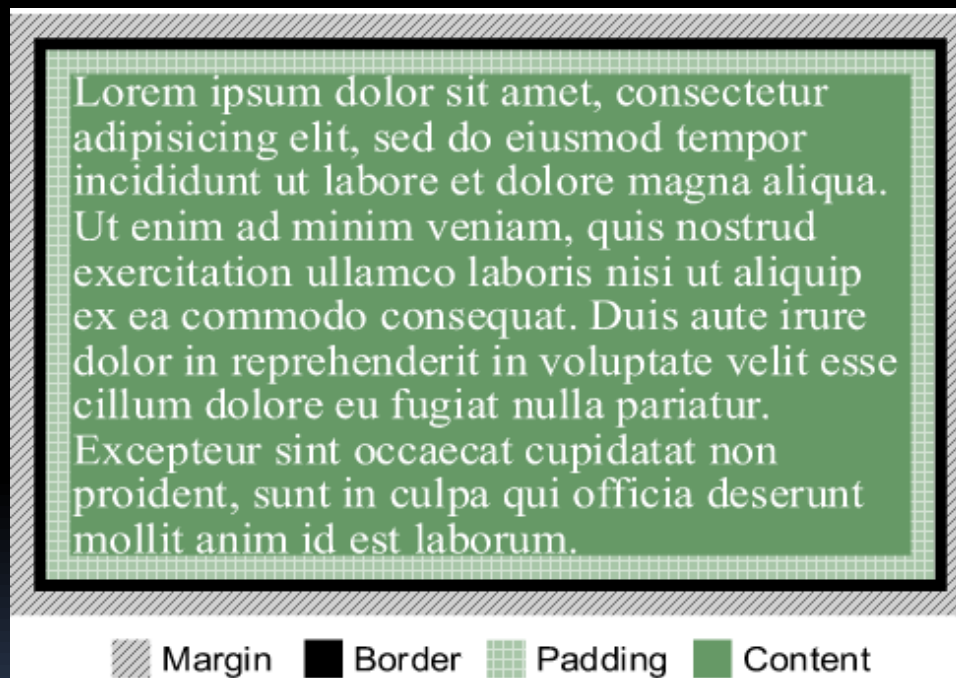 Lorem ipsum dolor sit amet, consectetur
adipisicing elit, sed do eiusmod tempor
incididunt ut labore et dolore magna aliqua.
Ut enim ad minim veniam, quis nostrud
exercitation ullamco laboris nisi ut aliquip
ex ea commodo consequat. Duis aute irure
dolor in reprehenderit in voluptate velit esse
cillum dolore eu fugiat nulla pariatur.
Excepteur sint occaecat cupidatat non
proident, sunt in culpa qui officia deserunt
mollit anim id est laborum.
Margin Border Padding Content